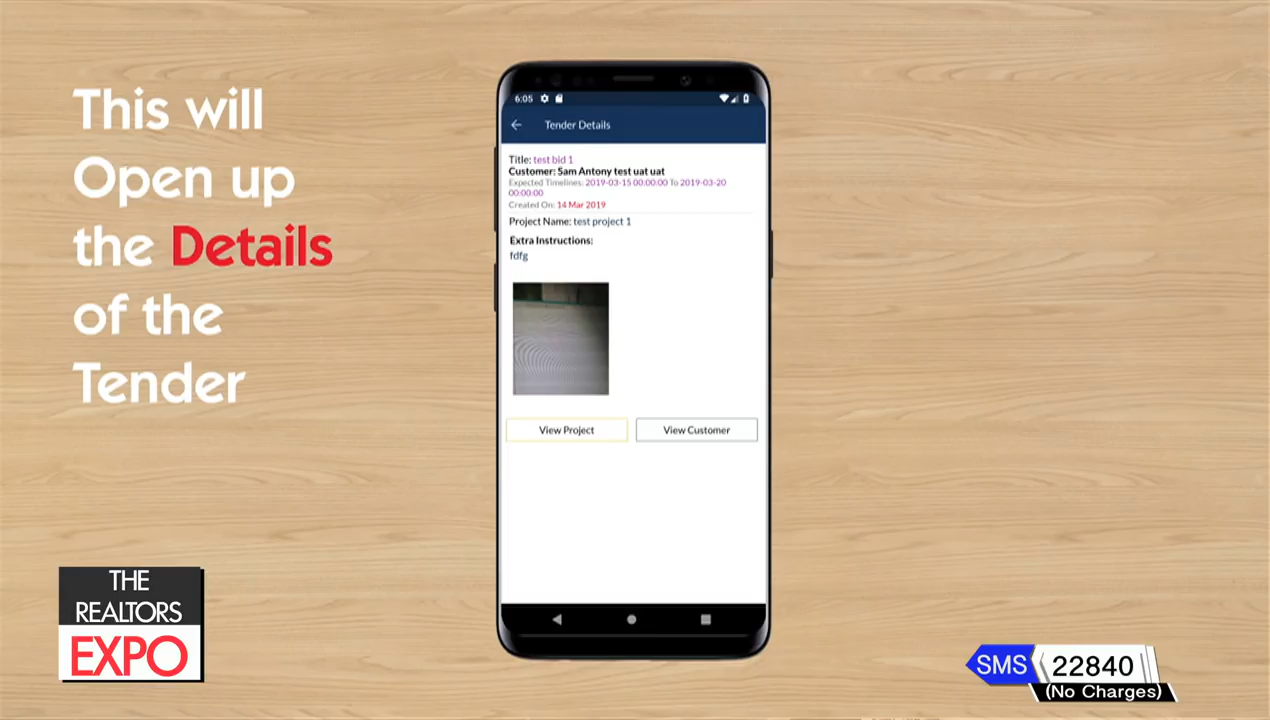 This will
Open up
the Details
of the
Tender
6:05
Tender Details
Title: test bid 1
Customer: Sam Antony test uat uat
Expected Timelines: 2019-03-15 00:00:00 To 2019-03-20
00:00:00
Created On: 14 Mar 2019
Project Name: test project 1
Extra Instructions:
fdfg
View Project
View Customer
THE
REALTORS
EXPO
SMS 22840
(No Charges)